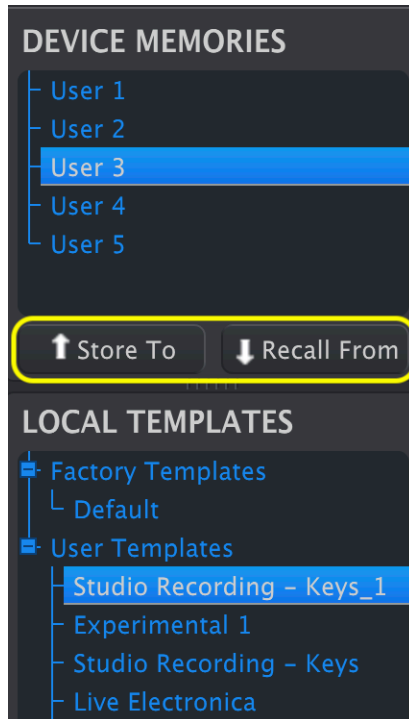 DEVICE MEMORIES
User 1
User 2
User 3
User 4
User 5
Store To
Recall From
LOCAL TEMPLATES
Factory Templates
Default
User Templates
Studio Recording – Keys_1
Experimental 1
Studio Recording – Keys
Live Electronica